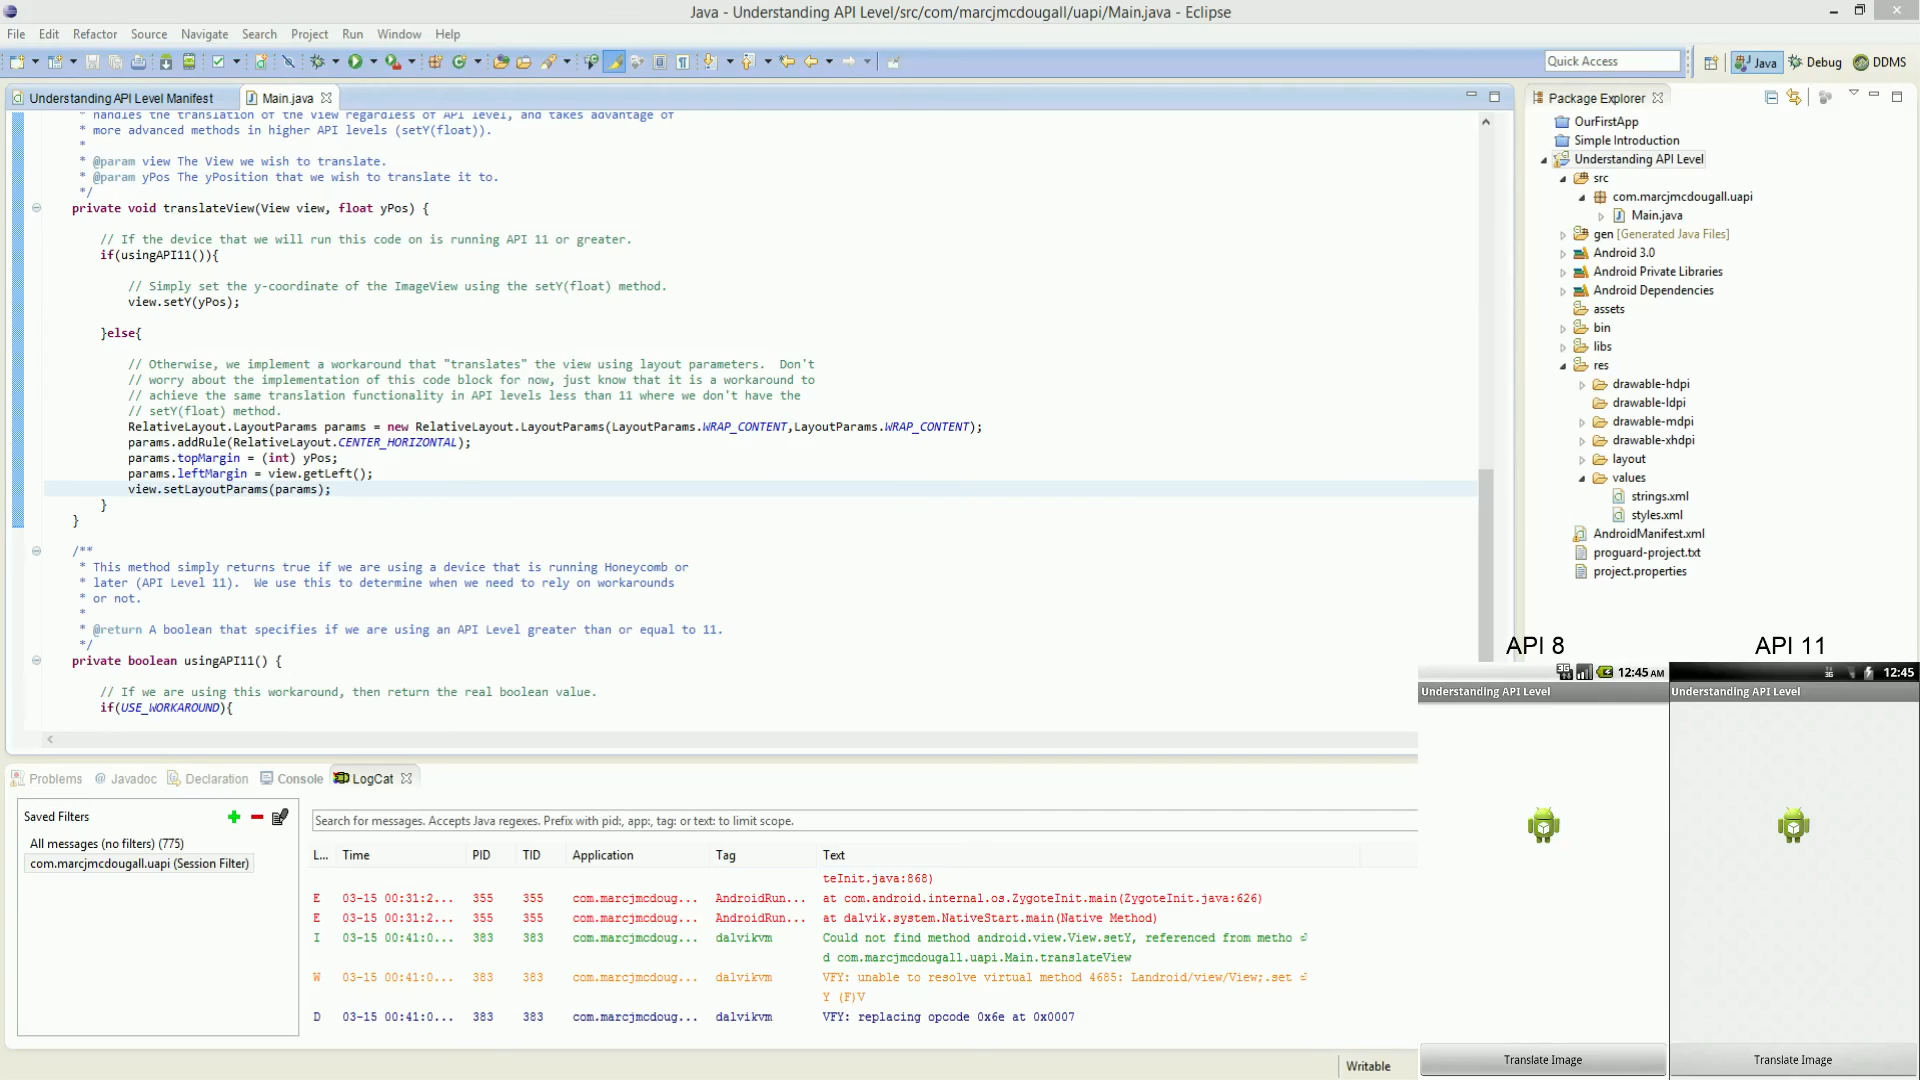 Java - Understanding API Level/src/com/marcjmcdougall/uapi/Main.java - Eclipse
File Edit Refactor Source Navigate Search Project Run Window Help
Quick Access
Java
Debug
DDMS
Understanding API Level Manifest
Main.java
* handles the translation of the View regardless of API level, and takes advantage of
* more advanced methods in higher API levels (setY(float)).
*
* @param view The View we wish to translate.
* @param yPos The yPosition that we wish to translate it to.
*/
private void translateView(View view, float yPos) {
// If the device that we will run this code on is running API 11 or greater.
if(usingAPI11()){
// Simply set the y-coordinate of the ImageView using the setY(float) method.
view.setY(yPos);
}else{
// Otherwise, we implement a workaround that "translates" the view using layout parameters.  Don't
// worry about the implementation of this code block for now, just know that it is a workaround to
// achieve the same translation functionality in API levels less than 11 where we don't have the
// setY(float) method.
RelativeLayout.LayoutParams params = new RelativeLayout.LayoutParams(LayoutParams.WRAP_CONTENT,LayoutParams.WRAP_CONTENT);
params.addRule(RelativeLayout.CENTER_HORIZONTAL);
params.topMargin = (int) yPos;
params.leftMargin = view.getLeft();
view.setLayoutParams(params);
}
}
/**
* This method simply returns true if we are using a device that is running Honeycomb or
* later (API Level 11).  We use this to determine when we need to rely on workarounds
* or not.
*
* @return A boolean that specifies if we are using an API Level greater than or equal to 11.
*/
private boolean usingAPI11() {
// If we are using this workaround, then return the real boolean value.
if(USE_WORKAROUND){
Package Explorer
OurFirstApp
Simple Introduction
Understanding API Level
src
com.marcjmcdougall.uapi
Main.java
gen [Generated Java Files]
Android 3.0
Android Private Libraries
Android Dependencies
assets
bin
libs
res
drawable-hdpi
drawable-ldpi
drawable-mdpi
drawable-xhdpi
layout
values
strings.xml
styles.xml
AndroidManifest.xml
proguard-project.txt
project.properties
Problems @ Javadoc Declaration Console LogCat
Saved Filters
All messages (no filters) (775)
com.marcjmcdougall.uapi (Session Filter)
Search for messages. Accepts Java regexes. Prefix with pid:, app:, tag: or text: to limit scope.
L... Time PID TID Application Tag Text
teInit.java:868)
E 03-15 00:31:2... 355 355 com.marcjmcdoug... AndroidRun... at com.android.internal.os.ZygoteInit.main(ZygoteInit.java:626)
E 03-15 00:31:2... 355 355 com.marcjmcdoug... AndroidRun... at dalvik.system.NativeStart.main(Native Method)
I 03-15 00:41:0... 383 383 com.marcjmcdoug... dalvikvm Could not find method android.view.View.setY, referenced from metho
d com.marcjmcdougall.uapi.Main.translateView
W 03-15 00:41:0... 383 383 com.marcjmcdoug... dalvikvm VFY: unable to resolve virtual method 4685: Landroid/view/View;.set
Y (F)V
D 03-15 00:41:0... 383 383 com.marcjmcdoug... dalvikvm VFY: replacing opcode 0x6e at 0x0007
Writable
API 8
3G 12:45 AM
Understanding API Level
Translate Image
API 11
3G 12:45
Understanding API Level
Translate Image